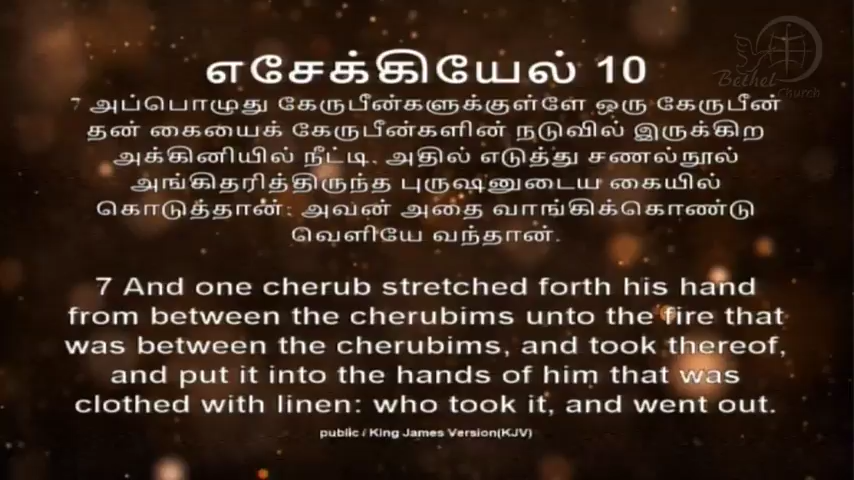 Bethel
Church
எசேக்கியேல் 10
7 அப்பொழுது கேருபீன்களுக்குள்ளே ஒரு கேருபீன்
தன் கையைக் கேருபீன்களின் நடுவில் இருக்கிற
அக்கினியில் நீட்டி, அதில் எடுத்து சணல்நூல்
அங்கிதரித்திருந்த புருஷனுடைய கையில்
கொடுத்தான்: அவன் அதை வாங்கிக்கொண்டு
வெளியே வந்தான்.
7 And one cherub stretched forth his hand
from between the cherubims unto the fire that
was between the cherubims, and took thereof,
and put it into the hands of him that was
clothed with linen: who took it, and went out.
public / King James Version(KJV)